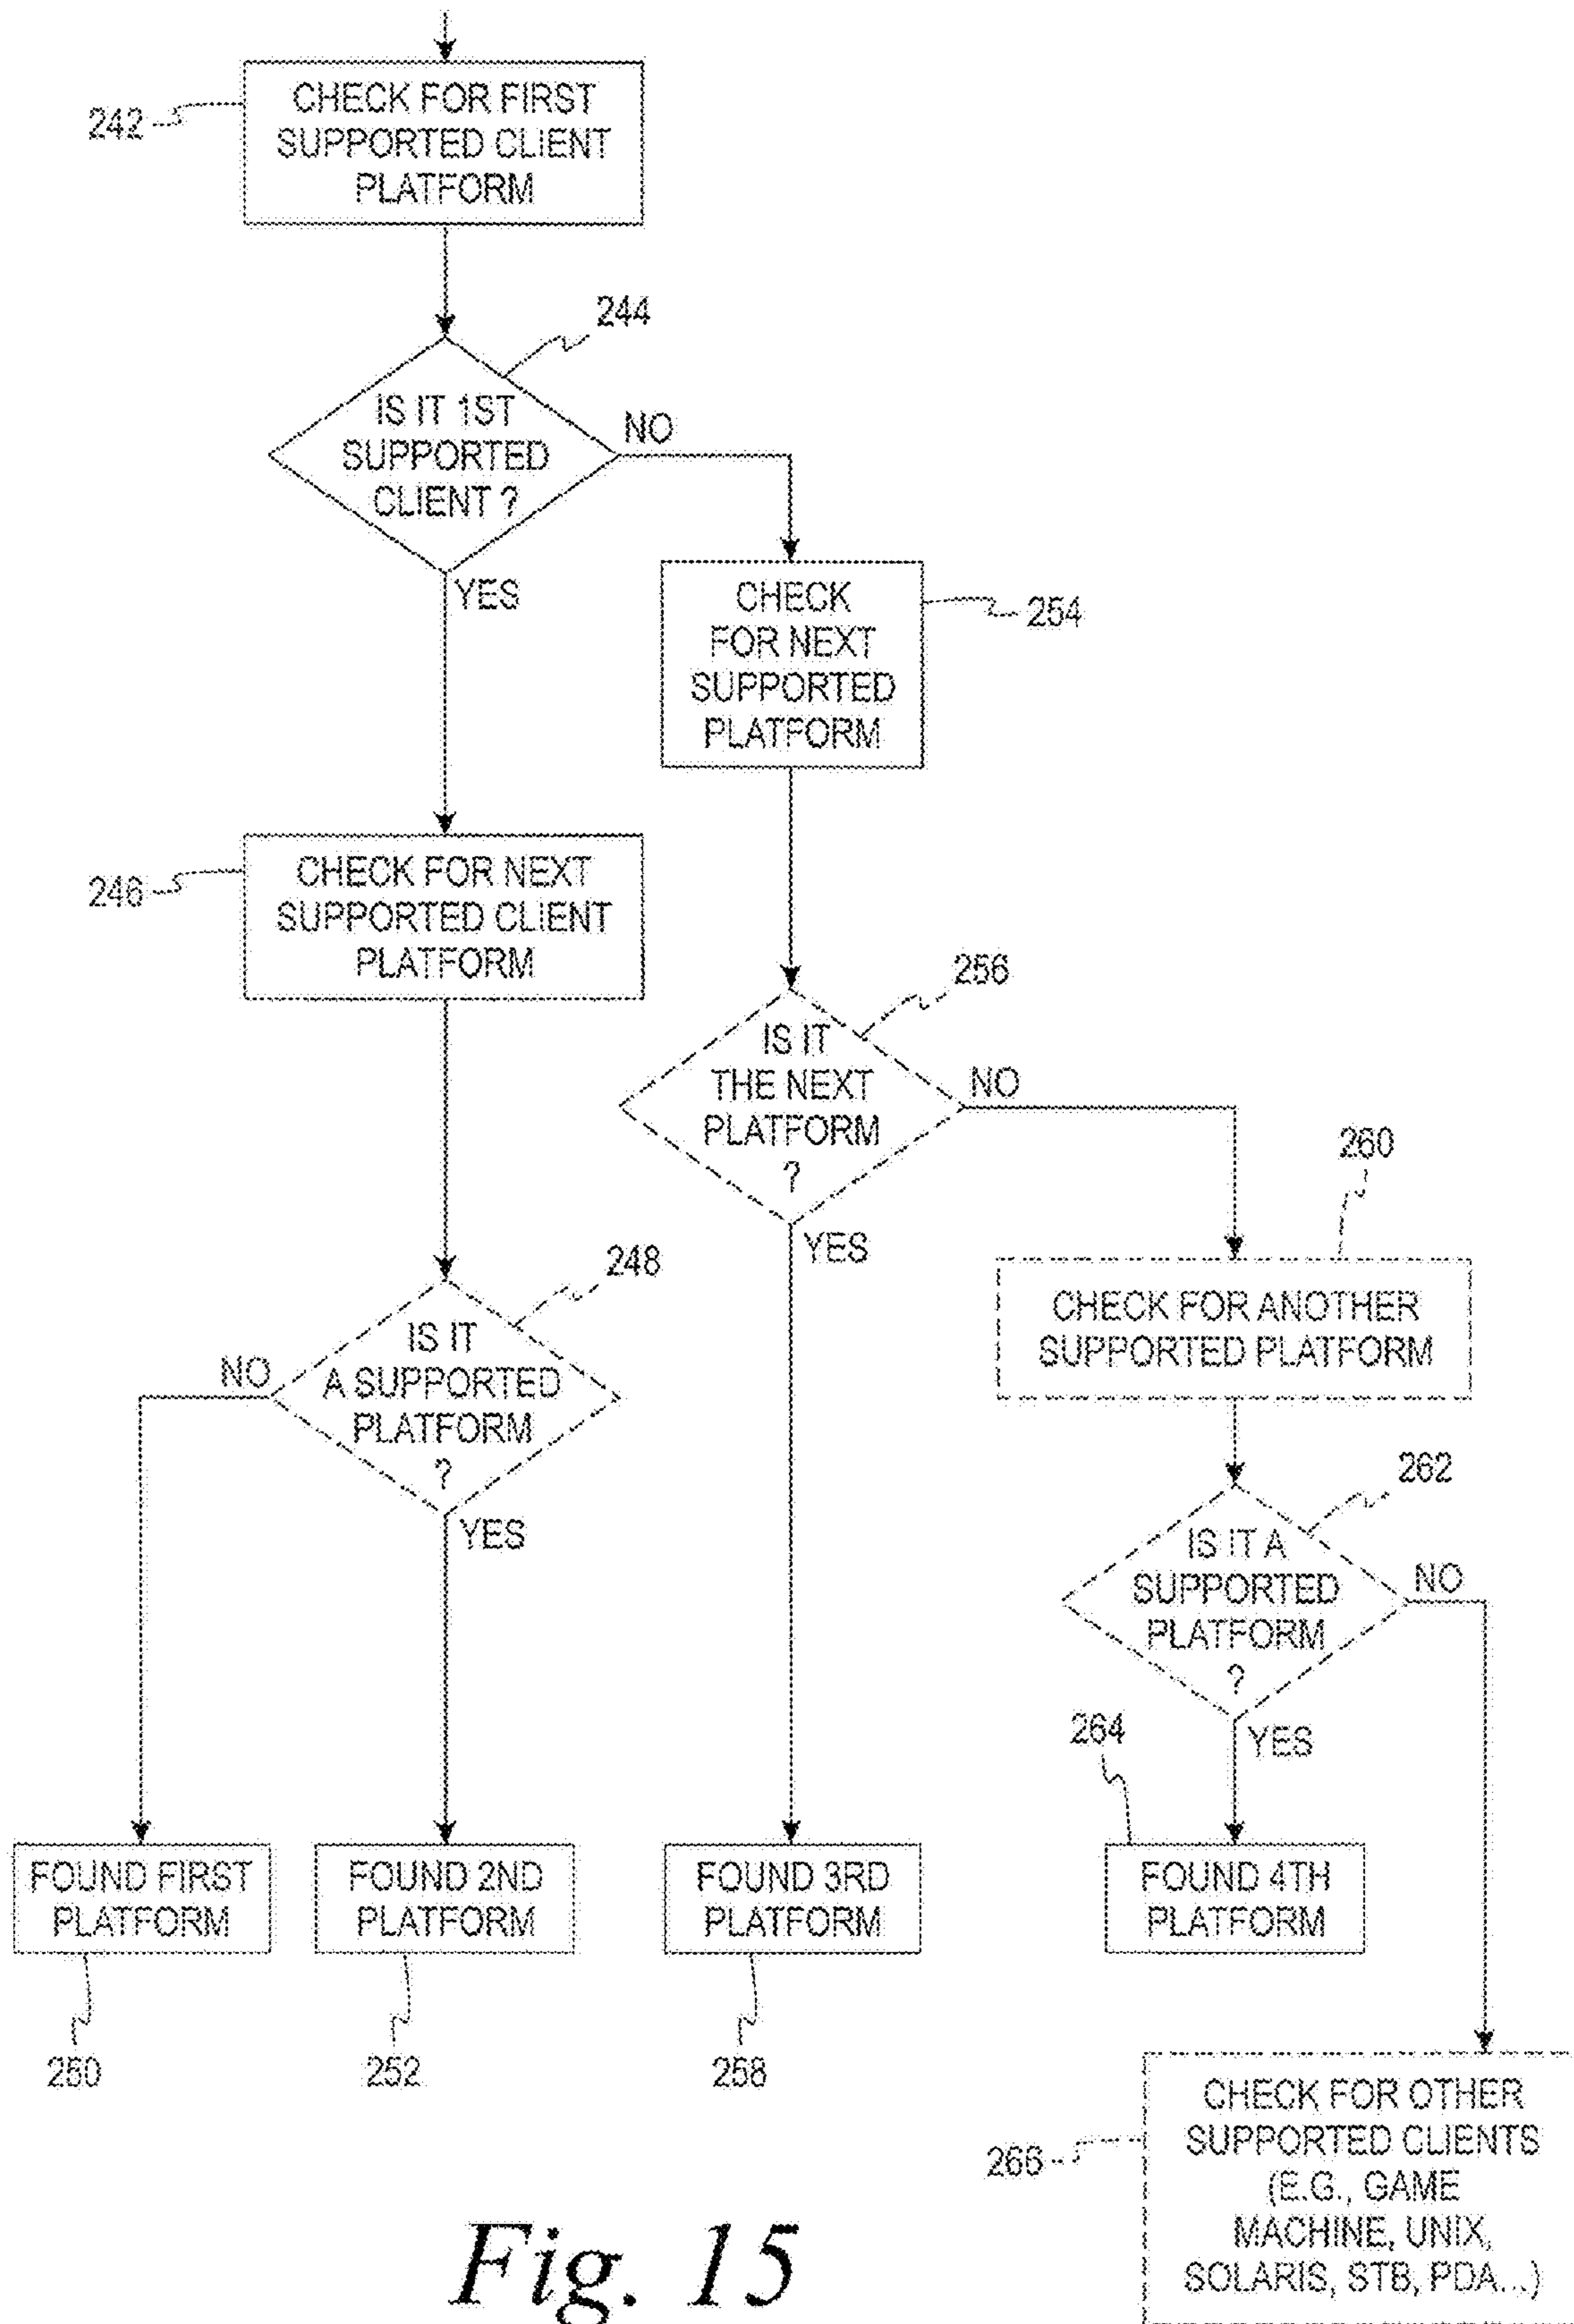 CHECK FOR FIRST
SUPPORTED CLIENT
PLATFORM
242
244
IS IT 1ST
SUPPORTED
CLIENT ?
NO
YES
CHECK
FOR NEXT
SUPPORTED
PLATFORM
254
CHECK FOR NEXT
SUPPORTED CLIENT
PLATFORM
246
256
IS IT
THE NEXT
PLATFORM
?
NO
YES
260
CHECK FOR ANOTHER
SUPPORTED PLATFORM
248
IS IT
A SUPPORTED
PLATFORM
?
NO
YES
262
IS IT A
SUPPORTED
PLATFORM
?
NO
YES
264
FOUND FIRST
PLATFORM
FOUND 2ND
PLATFORM
FOUND 3RD
PLATFORM
FOUND 4TH
PLATFORM
250
252
258
266
CHECK FOR OTHER
SUPPORTED CLIENTS
(E.G., GAME
MACHINE, UNIX,
SOLARIS, STB, PDA...)
Fig. 15